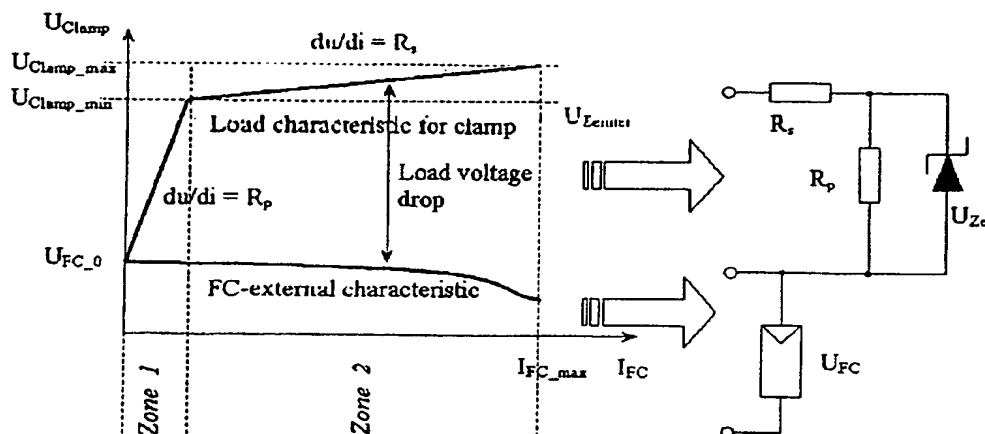 U_Clamp
du/di = R_s
U_Clamp_max
U_Clamp_min
Load characteristic for clamp
Load voltage
drop
du/di = R_p
U_FC_0
FC-external characteristic
I_FC_max
I_FC
Zone 1
Zone 2
R_s
R_p
U_Ze
U_FC